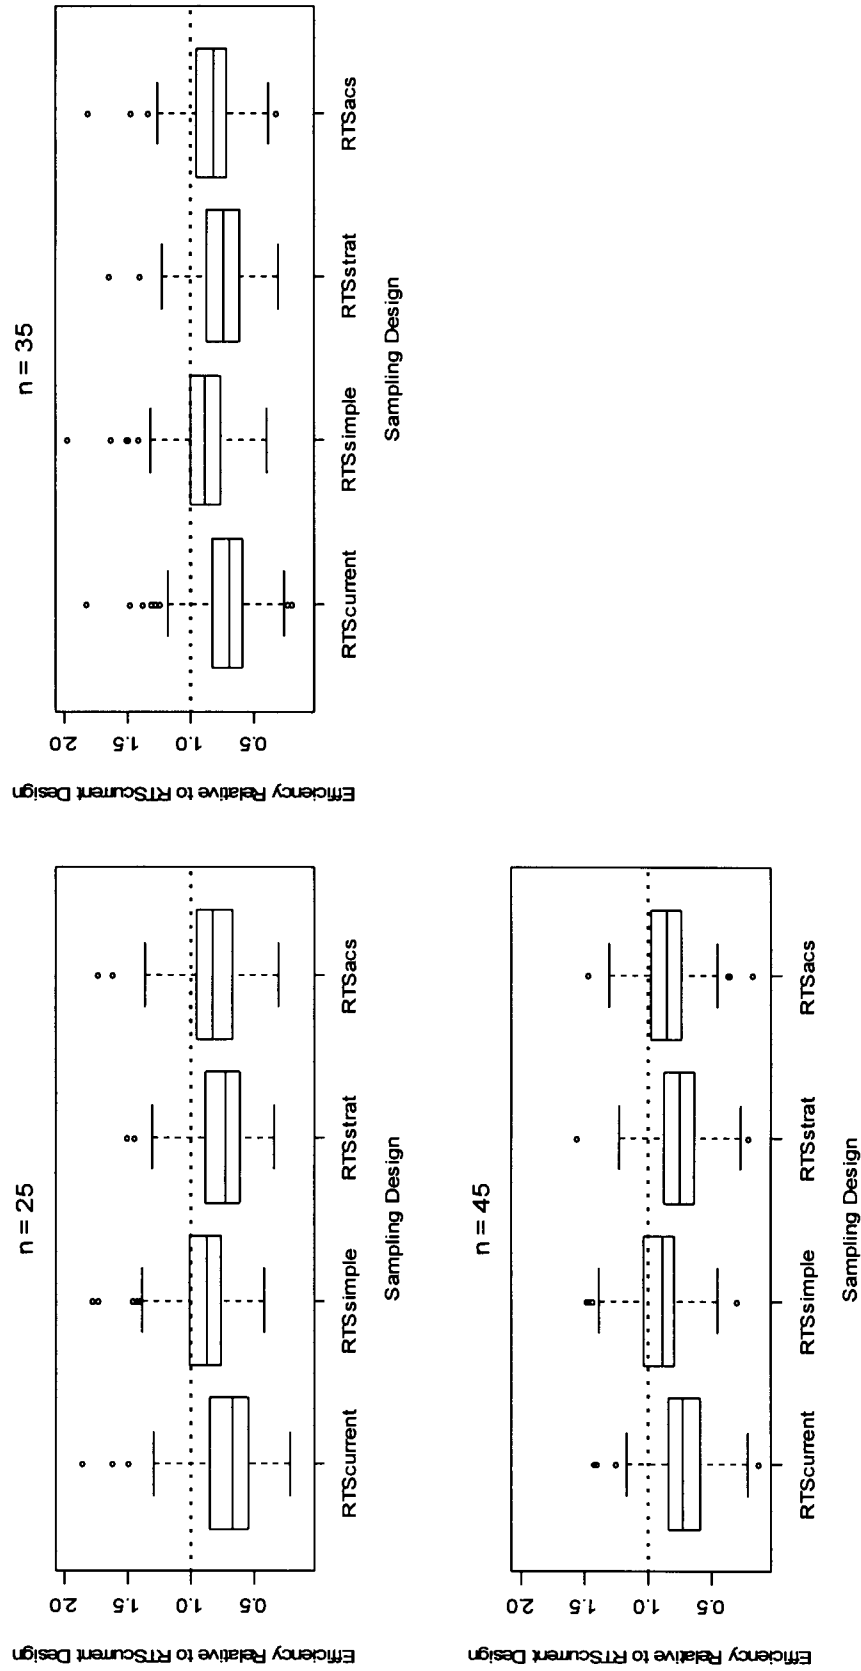 n = 35
Efficiency Relative to RTScurrent Design
2.0
1.5
1.0
0.5
RTScurrent
RTSsimple
RTSstrat
RTSacs
Sampling Design
n = 25
Efficiency Relative to RTScurrent Design
2.0
1.5
1.0
0.5
RTScurrent
RTSsimple
RTSstrat
RTSacs
Sampling Design
n = 45
Efficiency Relative to RTScurrent Design
2.0
1.5
1.0
0.5
RTScurrent
RTSsimple
RTSstrat
RTSacs
Sampling Design